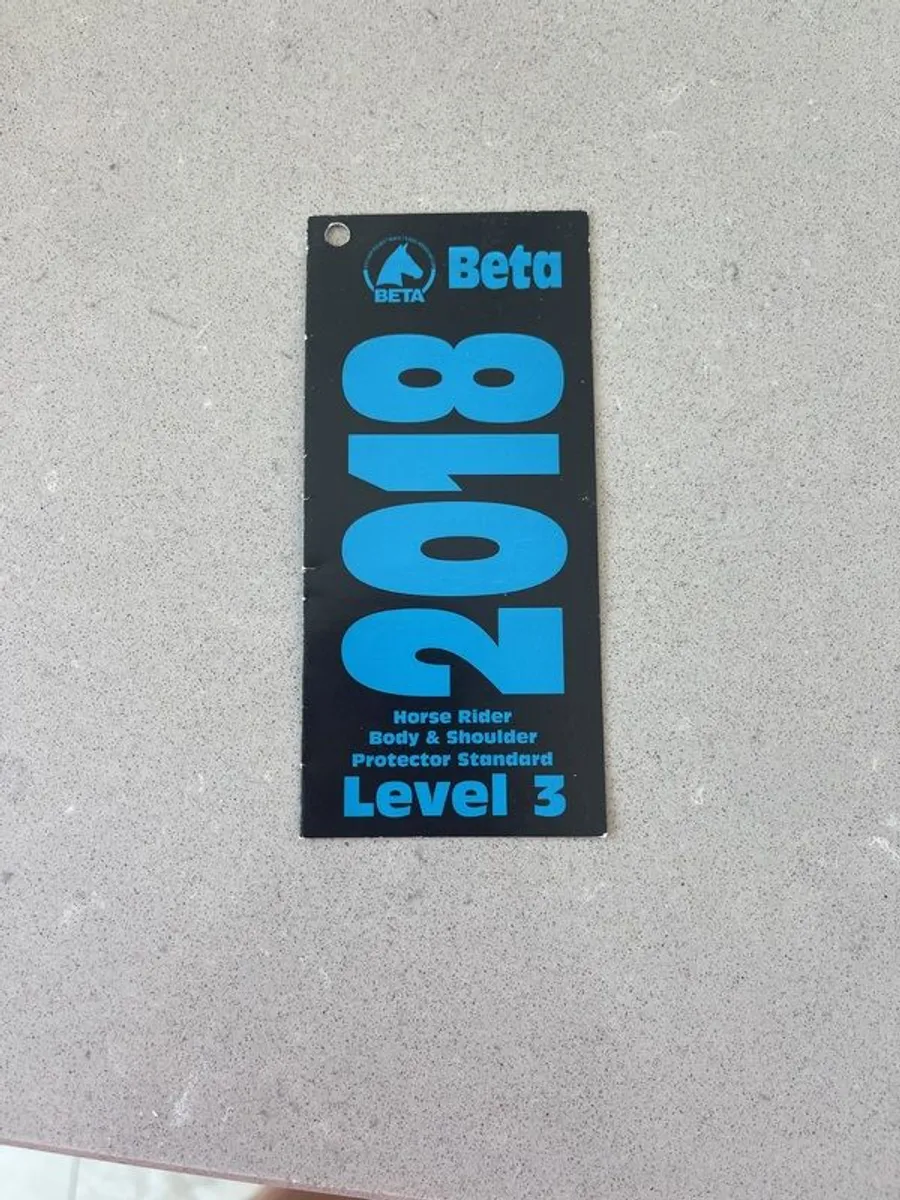 BETA
Beta
2018
Horse Rider
Body & Shoulder
Protector Standard
Level 3